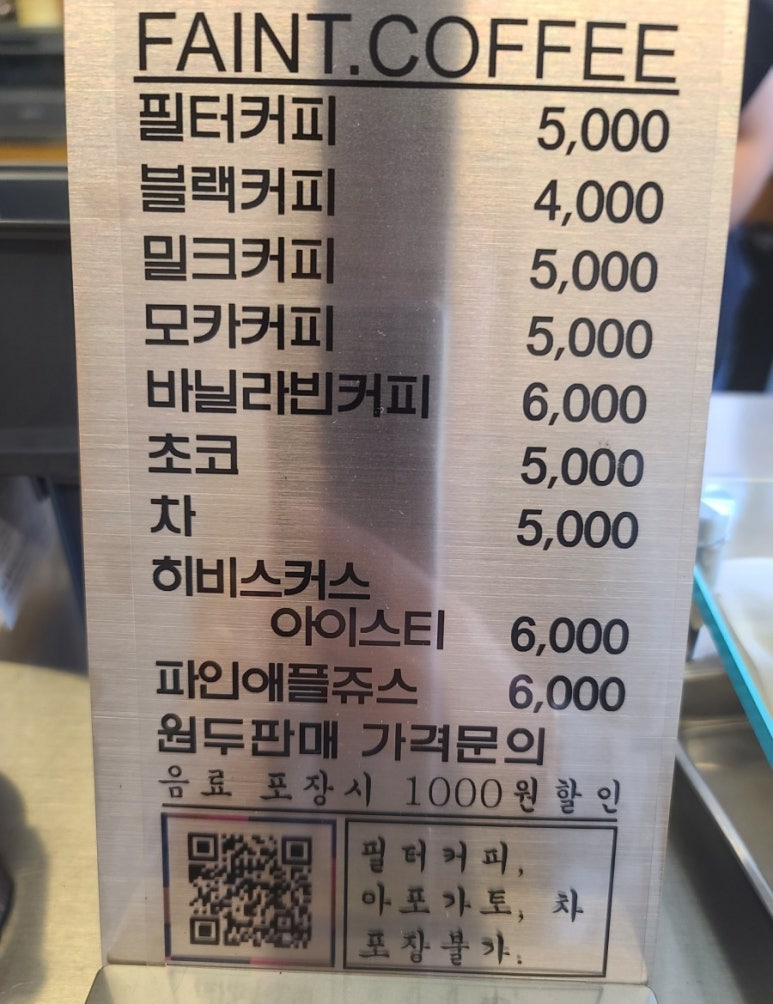 FAINT.COFFEE
필터커피 5,000
블랙커피 4,000
밀크커피 5,000
모카커피 5,000
바닐라빈커피 6,000
초코 5,000
차 5,000
히비스커스
아이스티 6,000
파인애플쥬스 6,000
원두판매 가격문의
음료 포장시 1000원할인
필터커피,
아포가토, 차
포장불가.